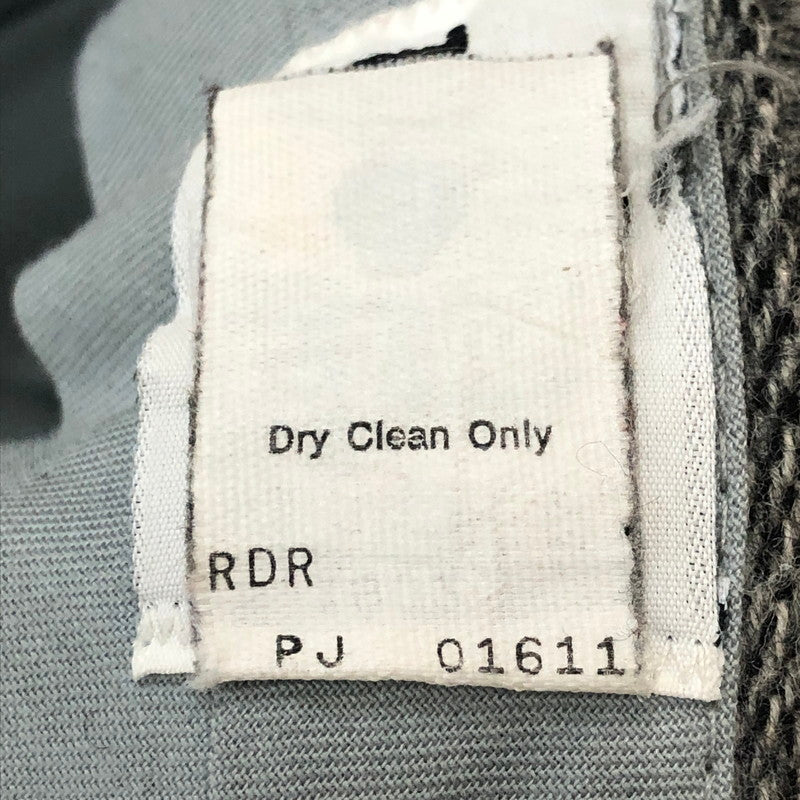 Dry Clean Only
RDR
PJ 01611